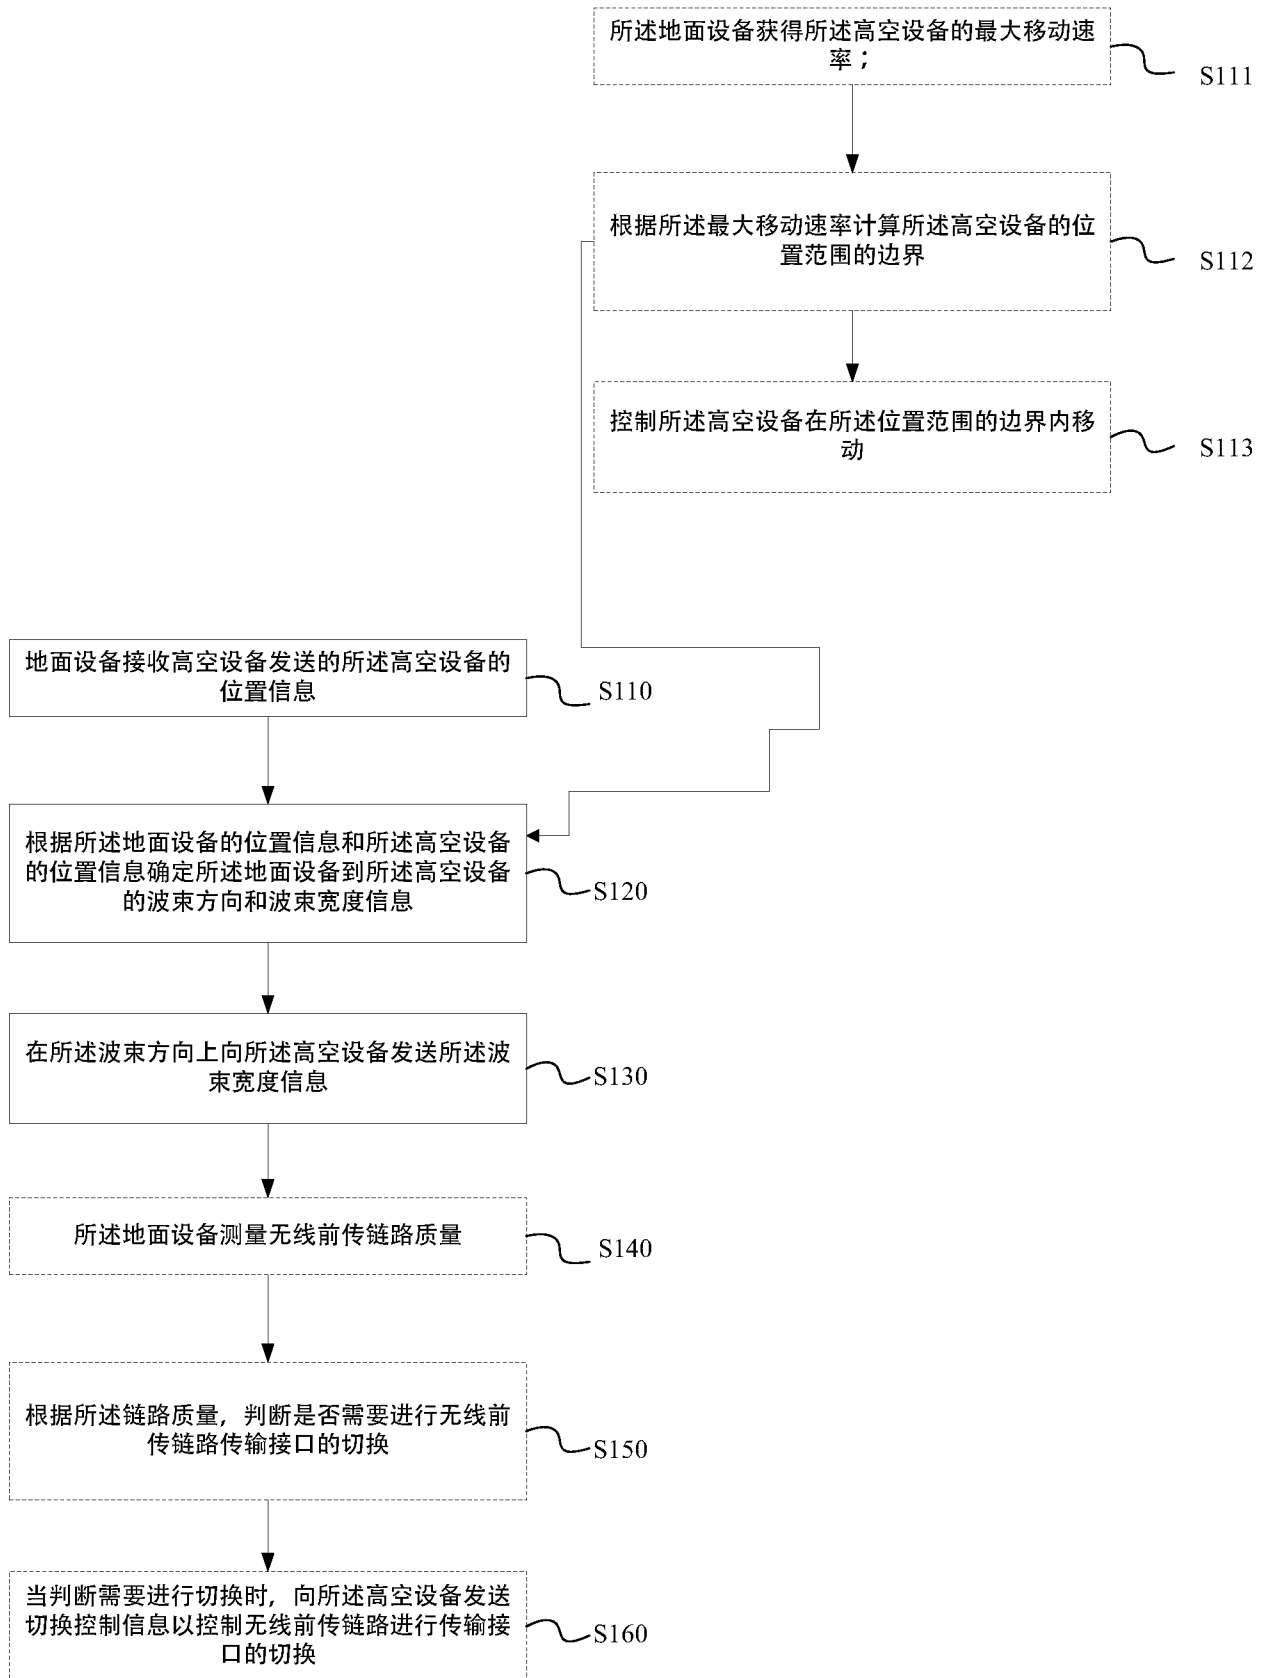 所述地面设备获得所述高空设备的最大移动速
率；
S111
根据所述最大移动速率计算所述高空设备的位
置范围的边界
S112
控制所述高空设备在所述位置范围的边界内移
动
S113
地面设备接收高空设备发送的所述高空设备的
位置信息
S110
根据所述地面设备的位置信息和所述高空设备
的位置信息确定所述地面设备到所述高空设备
的波束方向和波束宽度信息
S120
在所述波束方向上向所述高空设备发送所述波
束宽度信息
S130
所述地面设备测量无线前传链路质量
S140
根据所述链路质量，判断是否需要进行无线前
传链路传输接口的切换
S150
当判断需要进行切换时，向所述高空设备发送
切换控制信息以控制无线前传链路进行传输接
口的切换
S160